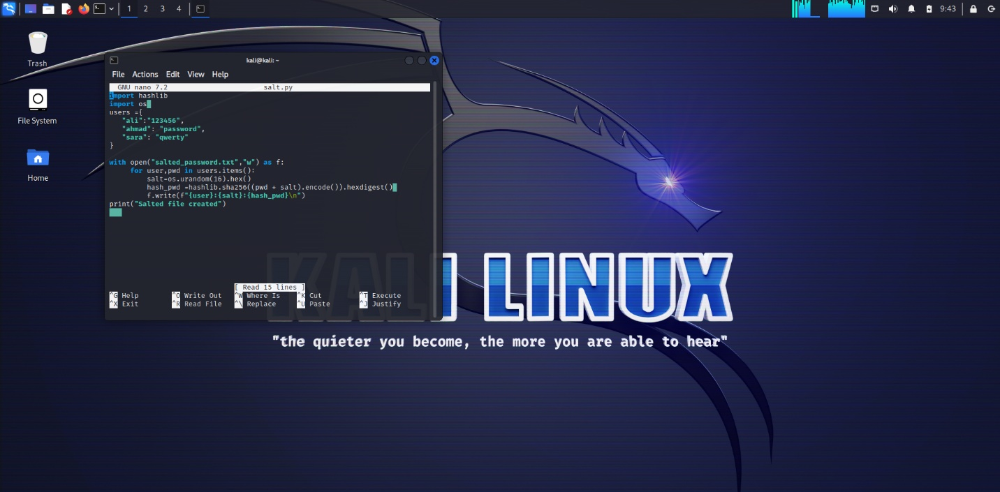 1 2 3 4
9:43
Trash
File System
Home
kali@kali: ~
File Actions Edit View Help
GNU nano 7.2 salt.py
import hashlib
import os
users ={
"ali":"123456",
"ahmad": "password",
"sara": "qwerty"
}
with open("salted_password.txt","w") as f:
for user,pwd in users.items():
salt=os.urandom(16).hex()
hash_pwd =hashlib.sha256((pwd + salt).encode()).hexdigest()
f.write(f"{user}:{salt}:{hash_pwd}\n")
print("Salted file created")
[ Read 15 lines ]
^G Help ^O Write Out ^W Where Is ^K Cut ^T Execute
^X Exit ^R Read File ^\ Replace ^U Paste ^J Justify
KALI LINUX
"the quieter you become, the more you are able to hear"